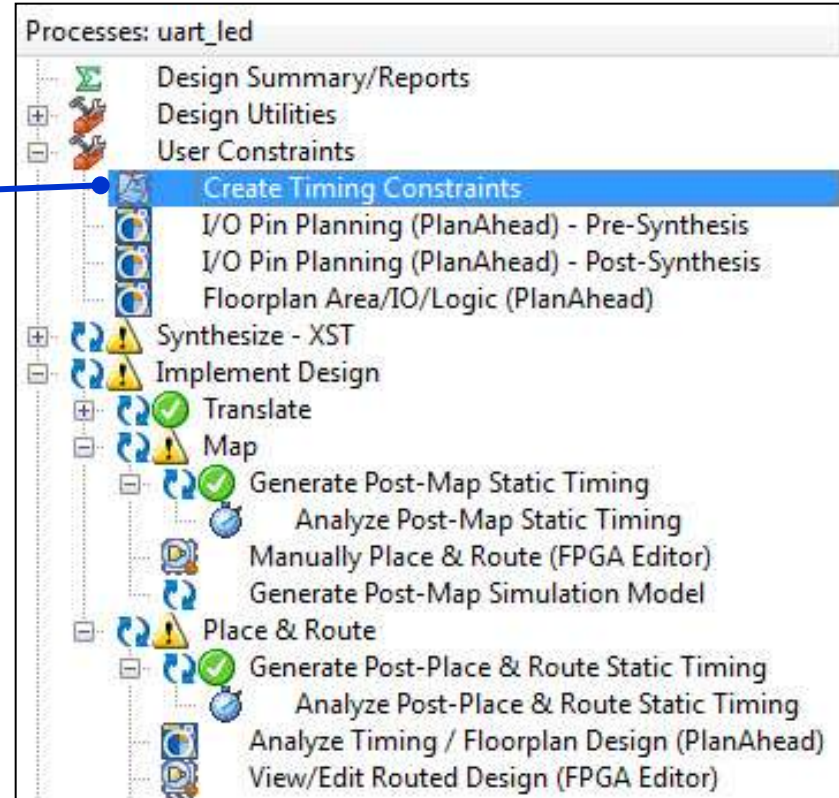 Processes: uart_led
Design Summary/Reports
Design Utilities
User Constraints
Create Timing Constraints
I/O Pin Planning (PlanAhead) - Pre-Synthesis
I/O Pin Planning (PlanAhead) - Post-Synthesis
Floorplan Area/IO/Logic (PlanAhead)
Synthesize - XST
Implement Design
Translate
Map
Generate Post-Map Static Timing
Analyze Post-Map Static Timing
Manually Place & Route (FPGA Editor)
Generate Post-Map Simulation Model
Place & Route
Generate Post-Place & Route Static Timing
Analyze Post-Place & Route Static Timing
Analyze Timing / Floorplan Design (PlanAhead)
View/Edit Routed Design (FPGA Editor)